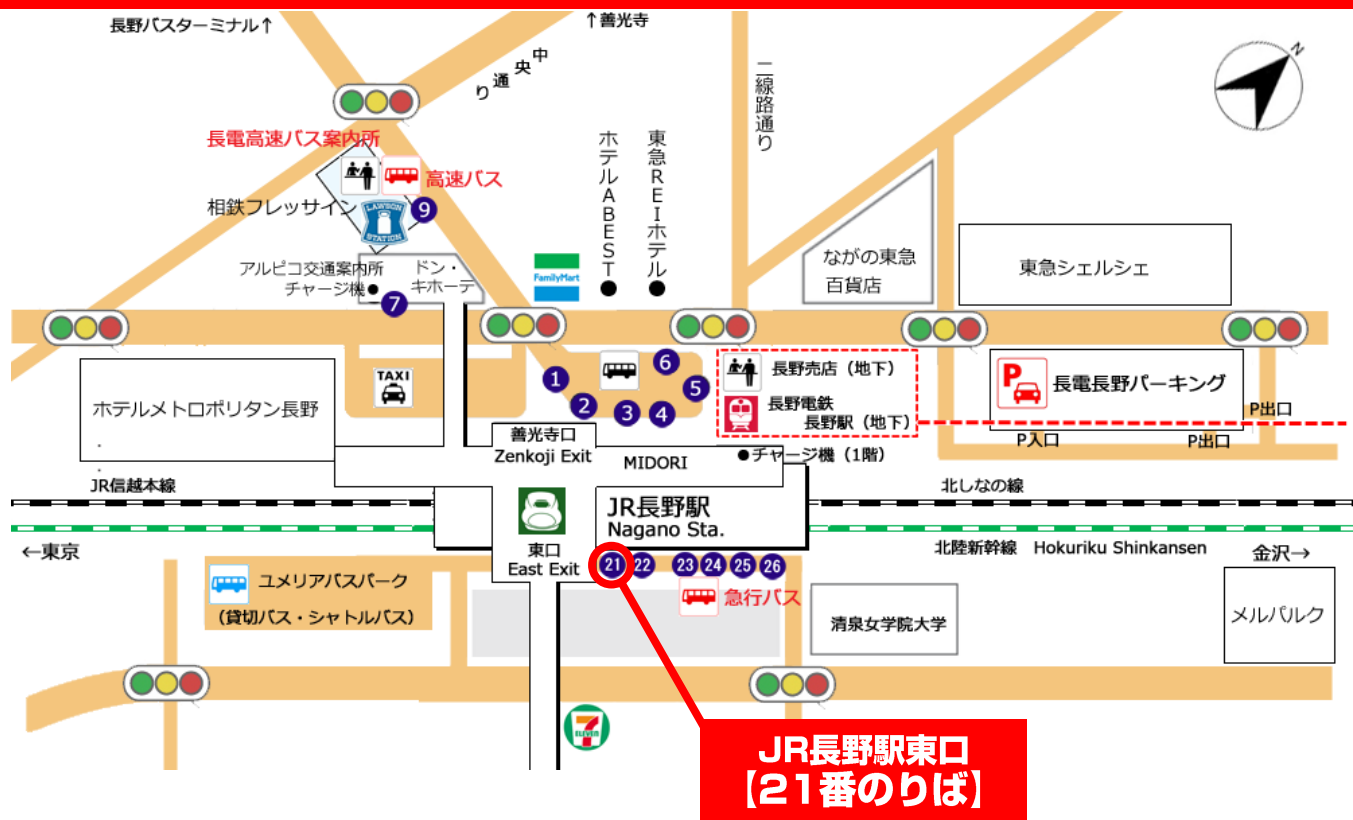 長野バスターミナル↑
↑善光寺
中央通り
二線路通り
N
長電高速バス案内所
高速バス
相鉄フレッサイン
LAWSON
STATION
9
ホテルABEST
東急REIホテル
アルピコ交通案内所
チャージ機●
ドン・
キホーテ
7
FamilyMart
ながの東急
百貨店
東急シェルシェ
ホテルメトロポリタン長野
TAXI
1
2
3
4
5
6
長野売店（地下）
長野電鉄
長野駅（地下）
●チャージ機（1階）
P
長電長野パーキング
P出口
P入口
P出口
善光寺口
Zenkoji Exit
MIDORI
JR信越本線
北しなの線
JR長野駅
Nagano Sta.
←東京
北陸新幹線 Hokuriku Shinkansen
金沢→
東口
East Exit
21
22
23
24
25
26
急行バス
ユメリアバスパーク
（貸切バス・シャトルバス）
清泉女学院大学
メルパルク
7
ELEVEN
JR長野駅東口
【21番のりば】